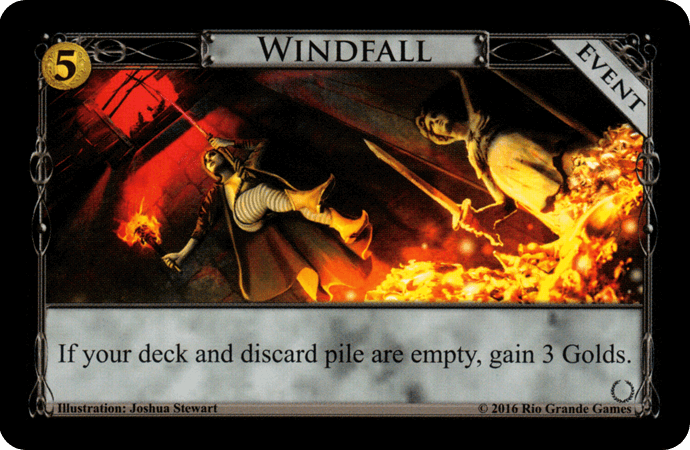 5
WINDFALL
EVENT
If your deck and discard pile are empty, gain 3 Golds.
Illustration: Joshua Stewart
© 2016 Rio Grande Games